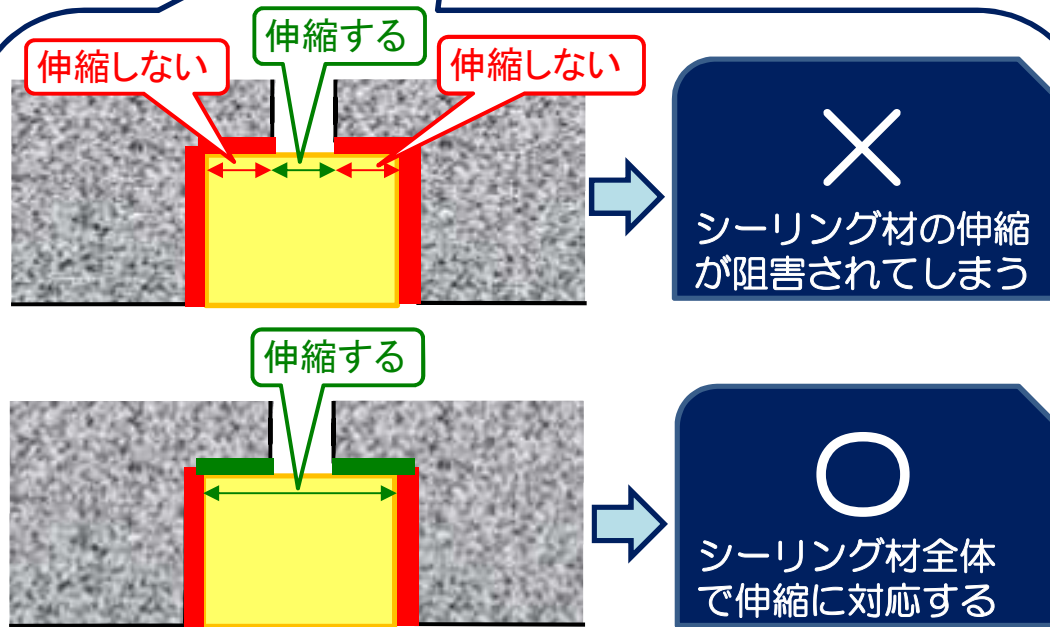 伸縮する
伸縮しない
伸縮しない
×
シーリング材の伸縮
が阻害されてしまう
伸縮する
○
シーリング材全体
で伸縮に対応する